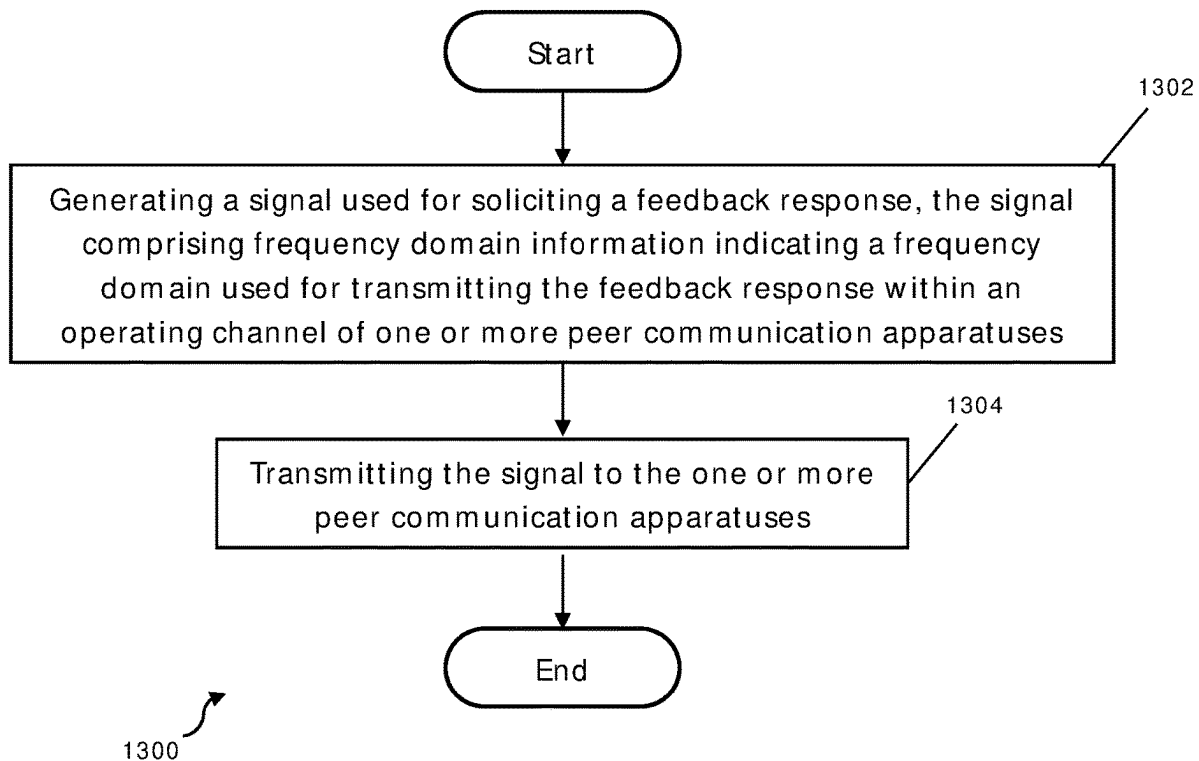 Start
1302
Generating a signal used for soliciting a feedback response, the signal
comprising frequency domain information indicating a frequency
domain used for transmitting the feedback response within an
operating channel of one or more peer communication apparatuses
1304
Transmitting the signal to the one or more
peer communication apparatuses
End
1300